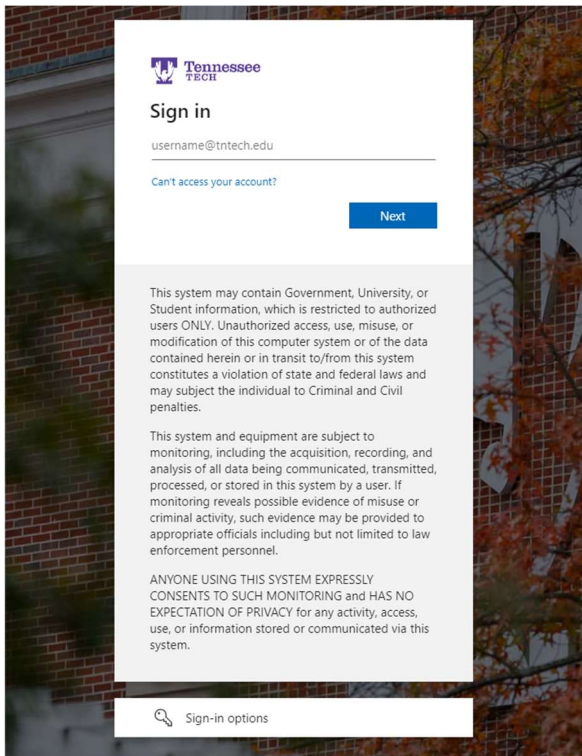 Tennessee
TECH
Sign in
username@tntech.edu
Can't access your account?
Next
This system may contain Government, University, or
Student information, which is restricted to authorized
users ONLY. Unauthorized access, use, misuse, or
modification of this computer system or of the data
contained herein or in transit to/from this system
constitutes a violation of state and federal laws and
may subject the individual to Criminal and Civil
penalties.
This system and equipment are subject to
monitoring, including the acquisition, recording, and
analysis of all data being communicated, transmitted,
processed, or stored in this system by a user. If
monitoring reveals possible evidence of misuse or
criminal activity, such evidence may be provided to
appropriate officials including but not limited to law
enforcement personnel.
ANYONE USING THIS SYSTEM EXPRESSLY
CONSENTS TO SUCH MONITORING and HAS NO
EXPECTATION OF PRIVACY for any activity, access,
use, or information stored or communicated via this
system.
Sign-in options